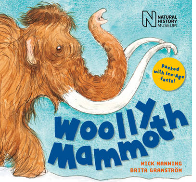 NATURAL
HISTORY
MUSEUM
Packed
with Ice-Age
facts!
Woolly
Mammoth
MICK MANNING
BRITA GRANSTRÖM